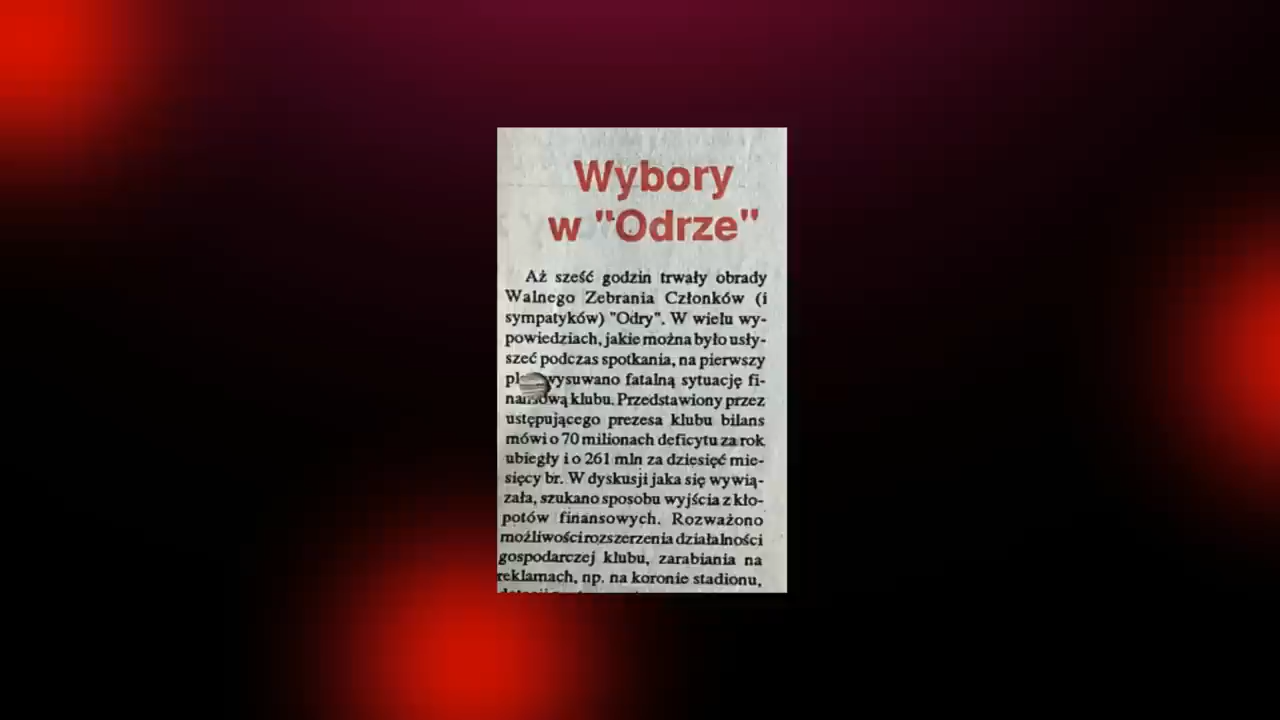 Wybory
w "Odrze"
Aż sześć godzin trwały obrady
Walnego Zebrania Członków (i
sympatyków) "Odry". W wielu wy-
powiedziach, jakie można było usły-
szeć podczas spotkania, na pierwszy
wysuwano fatalną sytuację fi-
nansową klubu. Przedstawiony przez
ustępującego prezesa klubu bilans
mówi o 70 milionach deficytu za rok
ubiegły i o 261 mln za dziesięć mie-
sięcy br. W dyskusji jaka się wywią-
zała, szukano sposobu wyjścia z kło-
potów finansowych. Rozważono
możliwości rozszerzenia działalności
gospodarczej klubu, zarabiania na
reklamach, np. na koronie stadionu,